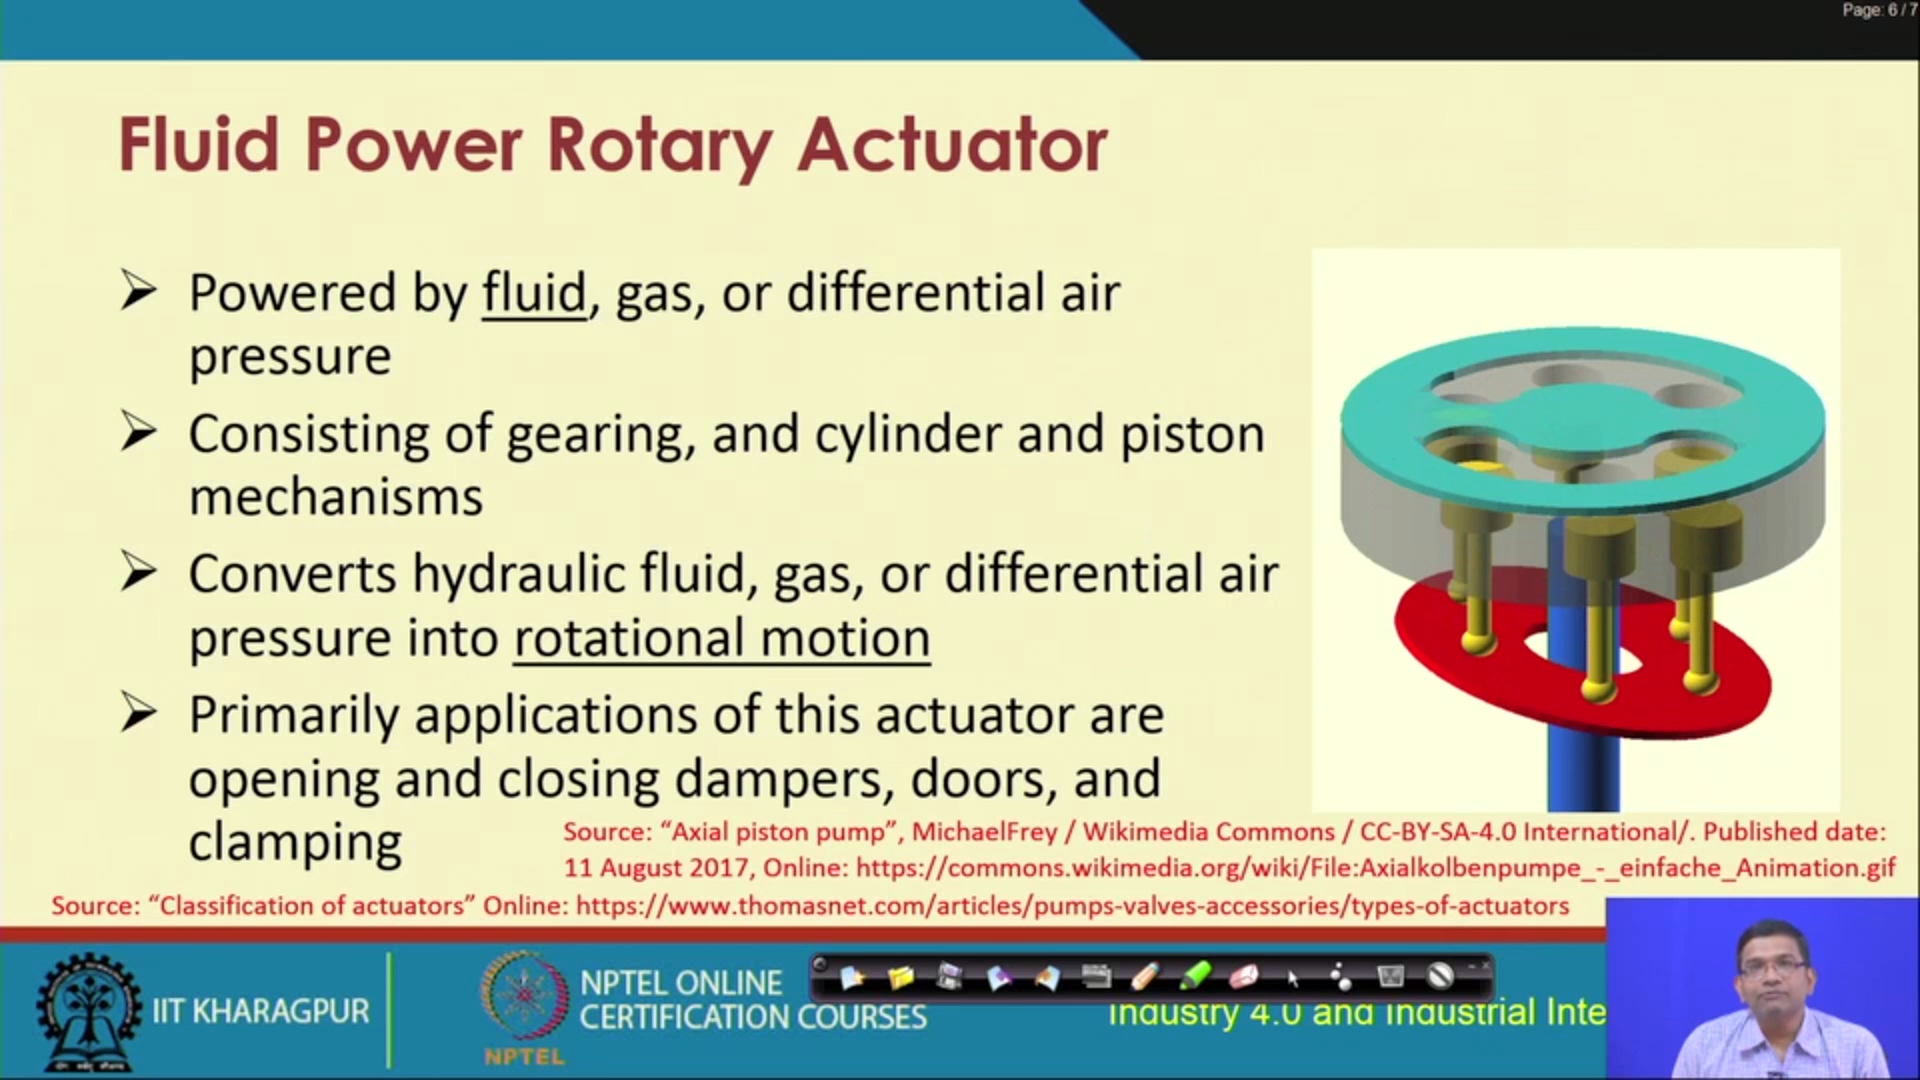 Page: 6 / 7
Fluid Power Rotary Actuator
➢ Powered by fluid, gas, or differential air
pressure
➢ Consisting of gearing, and cylinder and piston
mechanisms
➢ Converts hydraulic fluid, gas, or differential air
pressure into rotational motion
➢ Primarily applications of this actuator are
opening and closing dampers, doors, and
clamping
Source: “Axial piston pump”, MichaelFrey / Wikimedia Commons / CC-BY-SA-4.0 International/. Published date:
11 August 2017, Online: https://commons.wikimedia.org/wiki/File:Axialkolbenpumpe_-_einfache_Animation.gif
Source: “Classification of actuators” Online: https://www.thomasnet.com/articles/pumps-valves-accessories/types-of-actuators
IIT KHARAGPUR
NPTEL
NPTEL ONLINE
CERTIFICATION COURSES
Industry 4.0 and Industrial Inte